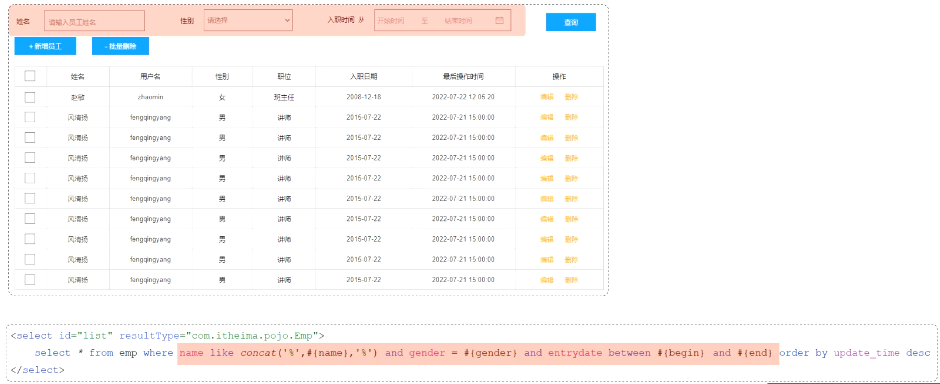 姓名 请输入员工姓名 性别 请选择 入职时间 从 开始时间 至 结束时间 查询
+ 新增员工 - 批量删除
姓名 用户名 性别 职位 入职日期 最后操作时间 操作
赵敏 zhaomin 女 班主任 2008-12-18 2022-07-22 12:05:20 编辑 删除
风清扬 fengqingyang 男 讲师 2015-07-22 2022-07-21 15:00:00 编辑 删除
风清扬 fengqingyang 男 讲师 2015-07-22 2022-07-21 15:00:00 编辑 删除
风清扬 fengqingyang 男 讲师 2015-07-22 2022-07-21 15:00:00 编辑 删除
风清扬 fengqingyang 男 讲师 2015-07-22 2022-07-21 15:00:00 编辑 删除
风清扬 fengqingyang 男 讲师 2015-07-22 2022-07-21 15:00:00 编辑 删除
风清扬 fengqingyang 男 讲师 2015-07-22 2022-07-21 15:00:00 编辑 删除
风清扬 fengqingyang 男 讲师 2015-07-22 2022-07-21 15:00:00 编辑 删除
风清扬 fengqingyang 男 讲师 2015-07-22 2022-07-21 15:00:00 编辑 删除
风清扬 fengqingyang 男 讲师 2015-07-22 2022-07-21 15:00:00 编辑 删除
<select id="list" resultType="com.itheima.pojo.Emp">
select * from emp where name like concat('%',#{name},'%') and gender = #{gender} and entrydate between #{begin} and #{end} order by update_time desc
</select>